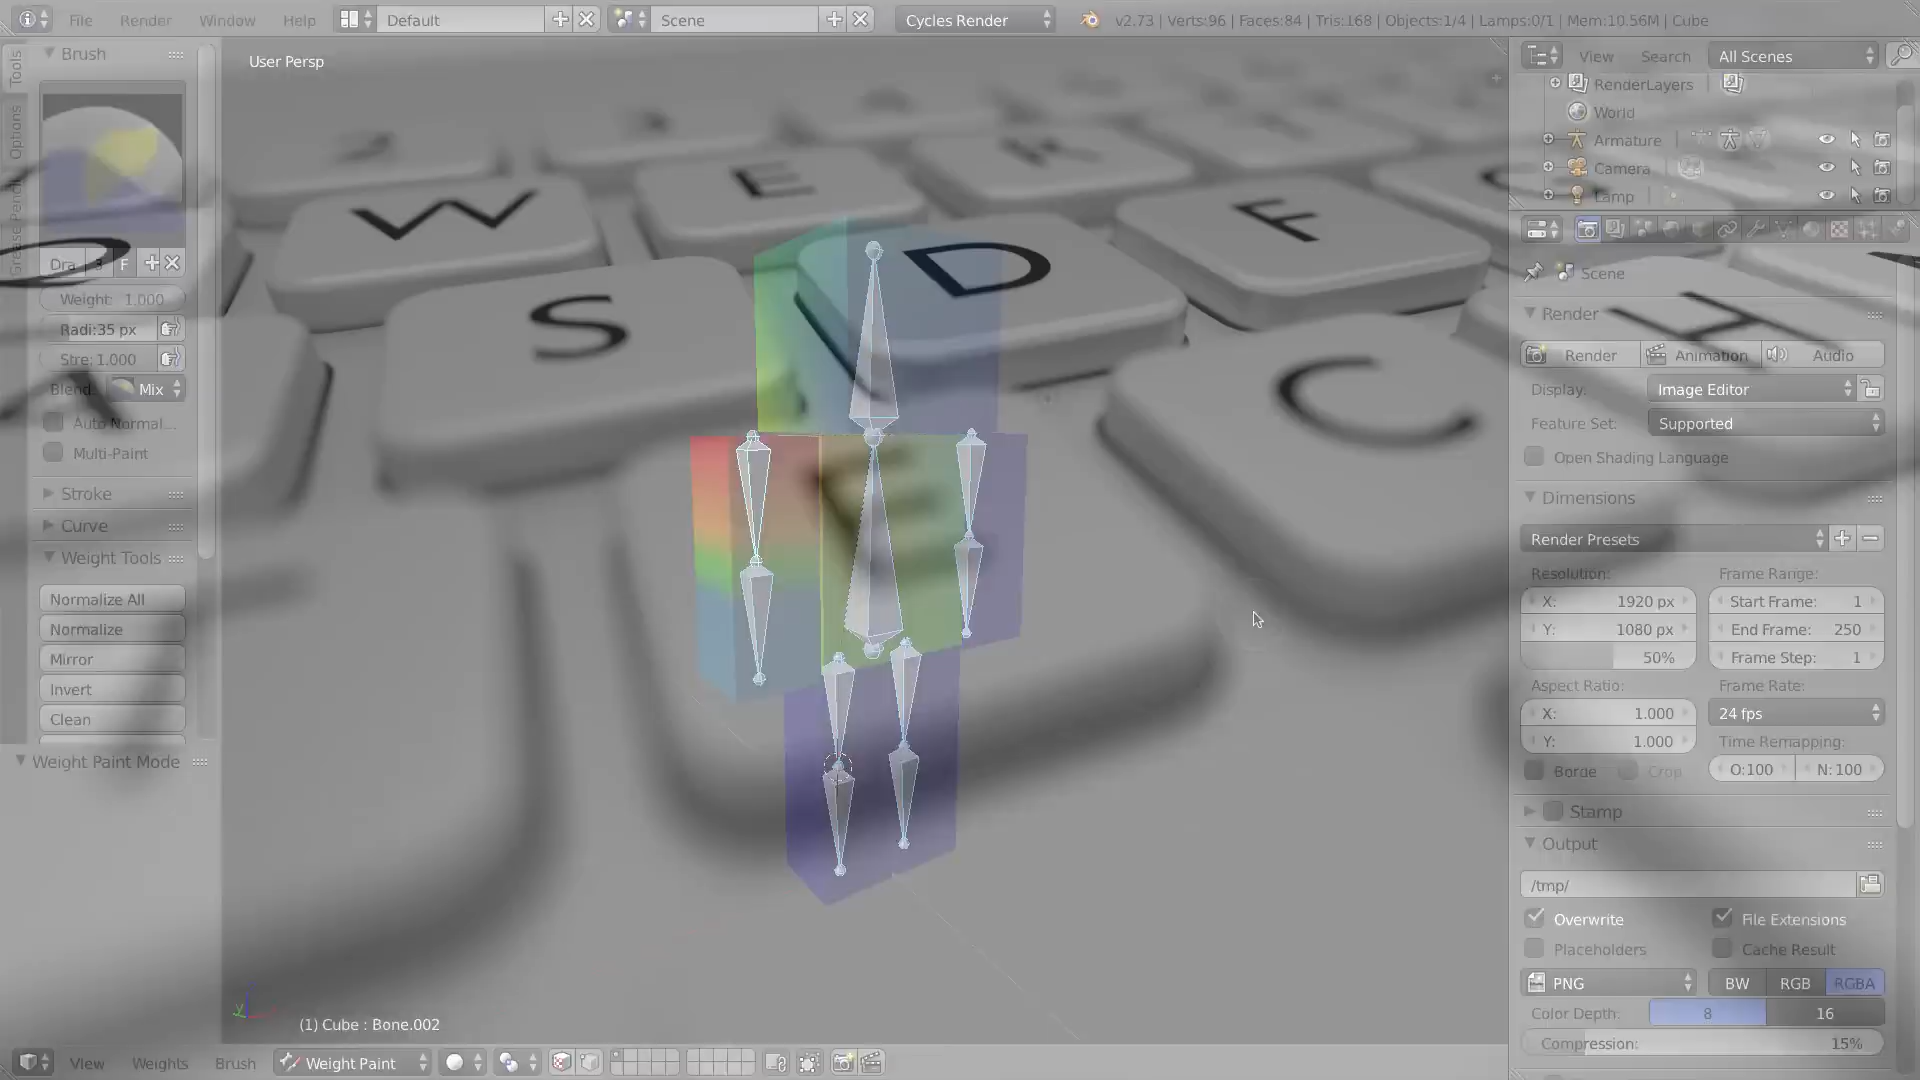 File Render Window Help Default Scene Cycles Render v2.73 | Verts:96 | Faces:84 | Tris:168 | Objects:1/4 | Lamps:0/1 | Mem:10.56M | Cube
Tools
Options
Grease Pencil
Brush
Dra
F
Weight: 1.000
Radi:35 px
Stre: 1.000
Blend: Mix
Auto Normal...
Multi-Paint
Stroke
Curve
Weight Tools
Normalize All
Normalize
Mirror
Invert
Clean
Weight Paint Mode
User Persp
W E R
S D F
C H
y
(1) Cube : Bone.002
View Weights Brush Weight Paint
View Search All Scenes
RenderLayers
World
Armature
Camera
Lamp
Scene
Render
Render Animation Audio
Display: Image Editor
Feature Set: Supported
Open Shading Language
Dimensions
Render Presets
Resolution: Frame Range:
X: 1920 px Start Frame: 1
Y: 1080 px End Frame: 250
50% Frame Step: 1
Aspect Ratio: Frame Rate:
X: 1.000 24 fps
Y: 1.000 Time Remapping:
Borde Crop O:100 N: 100
Stamp
Output
/tmp/
Overwrite File Extensions
Placeholders Cache Result
PNG BW RGB RGBA
Color Depth: 8 16
Compression: 15%